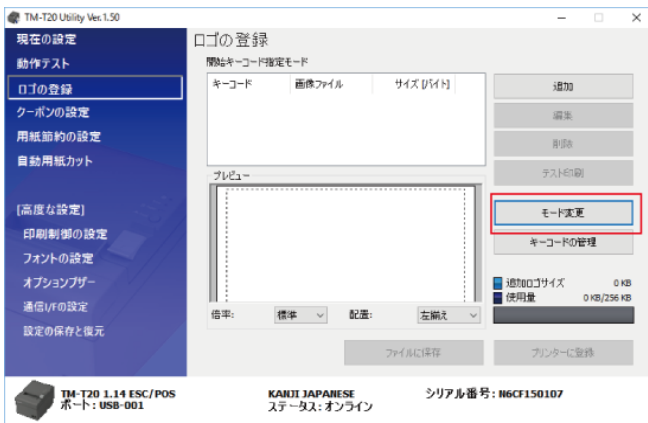 TM-T20 Utility Ver.1.50
現在の設定
動作テスト
ロゴの登録
クーポンの設定
用紙節約の設定
自動用紙カット
[高度な設定]
印刷制御の設定
フォントの設定
オプションブザー
通信I/Fの設定
設定の保存と復元
ロゴの登録
開始キーコード指定モード
キーコード 画像ファイル サイズ [バイト]
追加
編集
削除
テスト印刷
プレビュー
モード変更
キーコードの管理
追加ロゴサイズ 0 KB
使用量 0 KB/256 KB
倍率: 標準 配置: 左揃え
ファイルに保存 プリンターに登録
TM-T20 1.14 ESC/POS KANJI JAPANESE シリアル番号: N6CF150107
ポート: USB-001 ステータス: オンライン